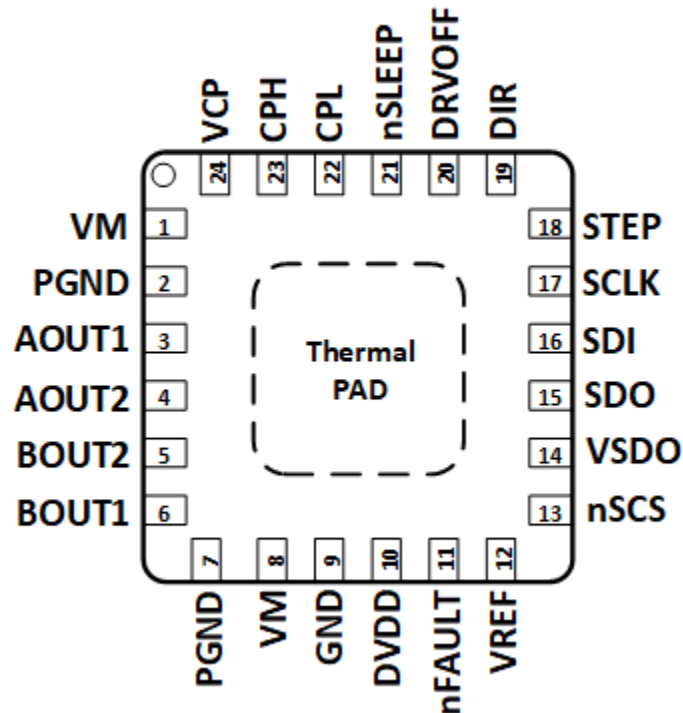 VCP
CPH
CPL
nSLEEP
DRVOFF
DIR
24
23
22
21
20
19
VM 1
PGND 2
AOUT1 3
AOUT2 4
BOUT2 5
BOUT1 6
Thermal
PAD
18 STEP
17 SCLK
16 SDI
15 SDO
14 VSDO
13 nSCS
7
8
9
10
11
12
PGND
VM
GND
DVDD
nFAULT
VREF